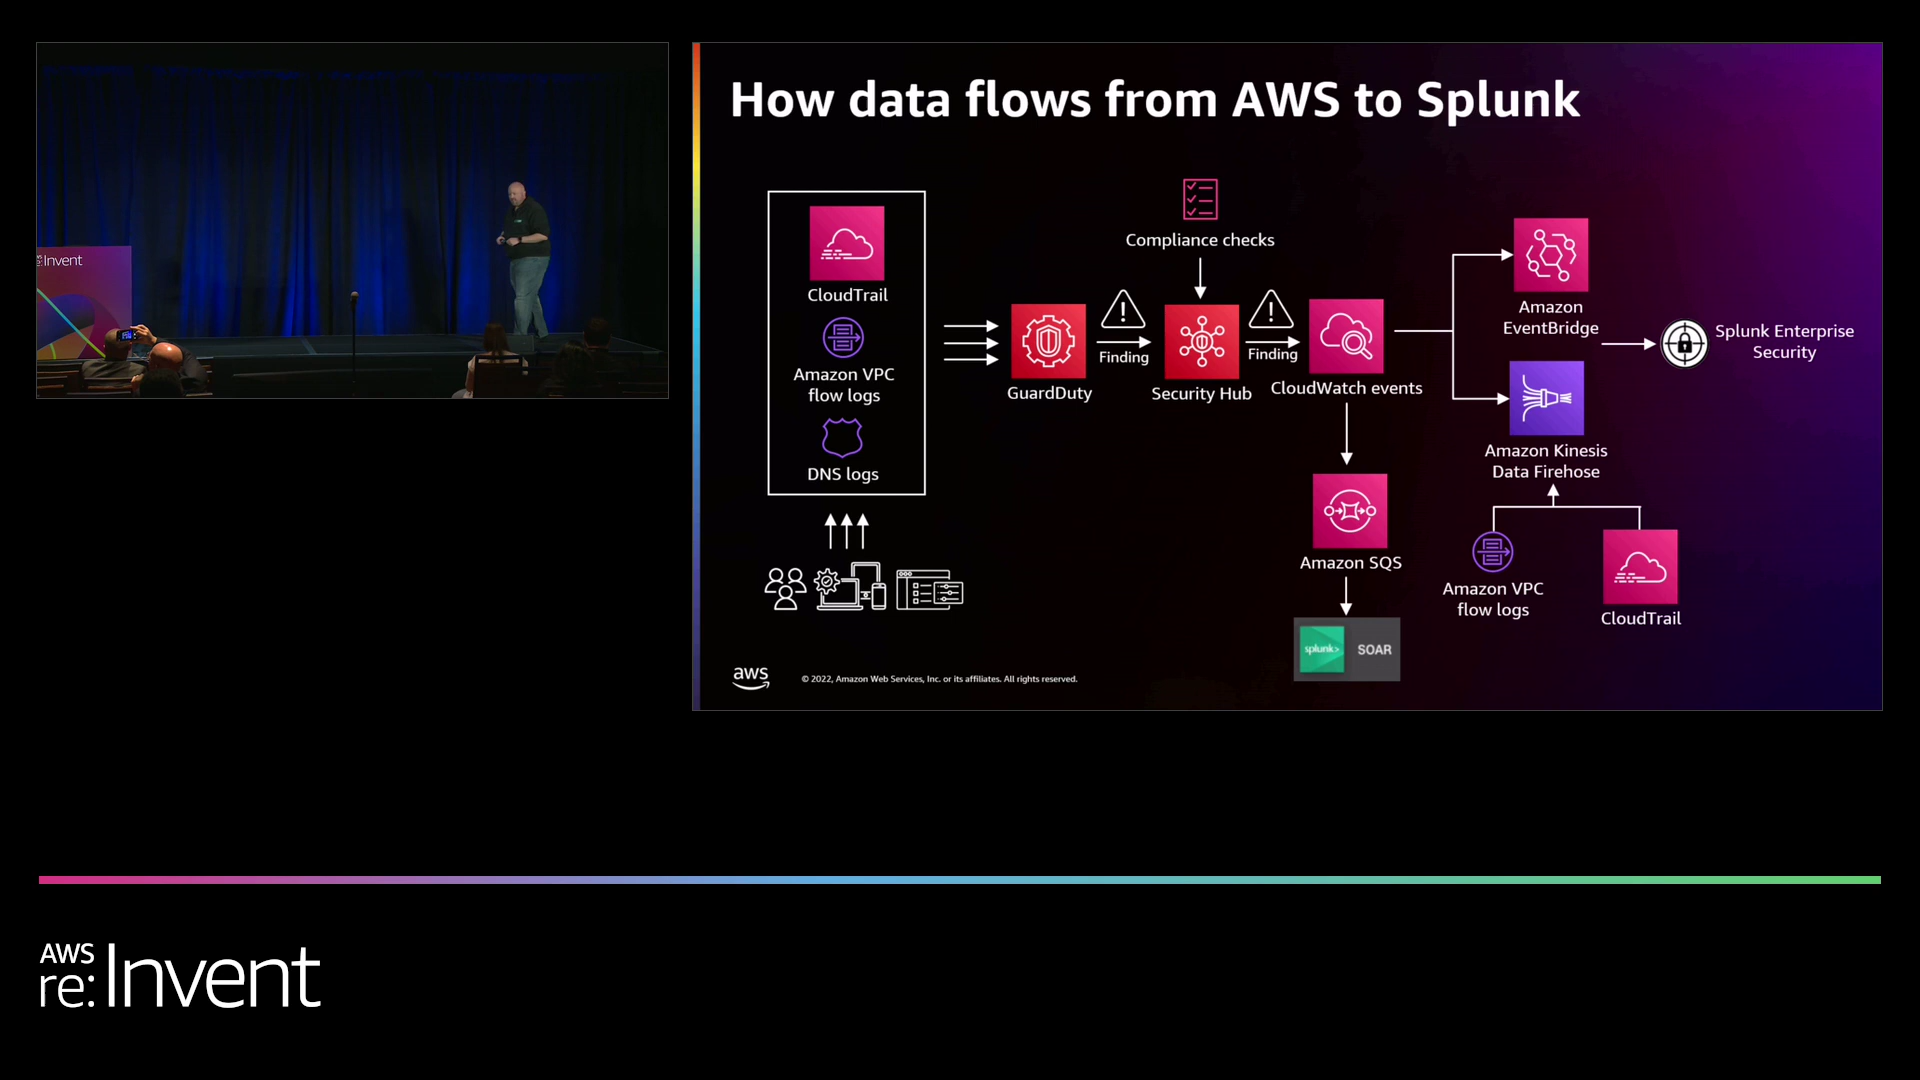 re:Invent
How data flows from AWS to Splunk
CloudTrail
Amazon VPC
flow logs
DNS logs
GuardDuty
Finding
Compliance checks
Security Hub
Finding
CloudWatch events
Amazon
EventBridge
Splunk Enterprise
Security
Amazon Kinesis
Data Firehose
Amazon SQS
Amazon VPC
flow logs
CloudTrail
splunk>
SOAR
aws
© 2022, Amazon Web Services, Inc. or its affiliates. All rights reserved.
AWS
re:Invent